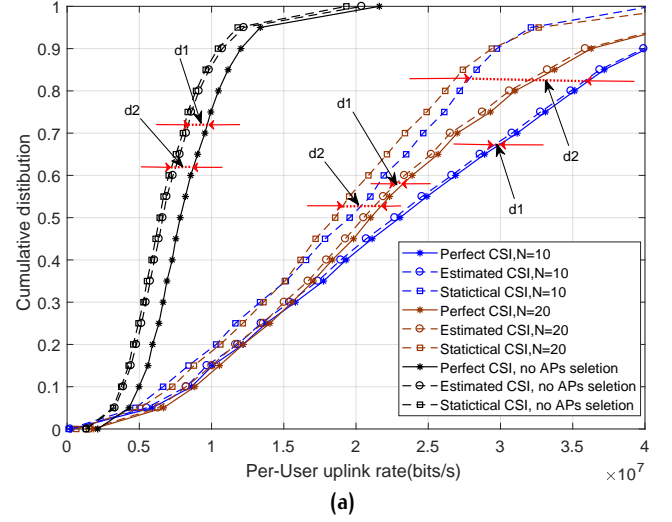 1
0.9
0.8
0.7
0.6
0.5
0.4
0.3
0.2
0.1
0
Cumulative distibution
d1
d2
d1
d2
d2
d1
Perfect CSI,N=10
Estimated CSI,N=10
Statictical CSI,N=10
Perfect CSI,N=20
Estimated CSI,N=20
Statictical CSI,N=20
Perfect CSI, no APs seletion
Estimated CSI, no APs seletion
Statictical CSI, no APs seletion
0 0.5 1 1.5 2 2.5 3 3.5 4
Per-User uplink rate(bits/s)
×10⁷
(a)